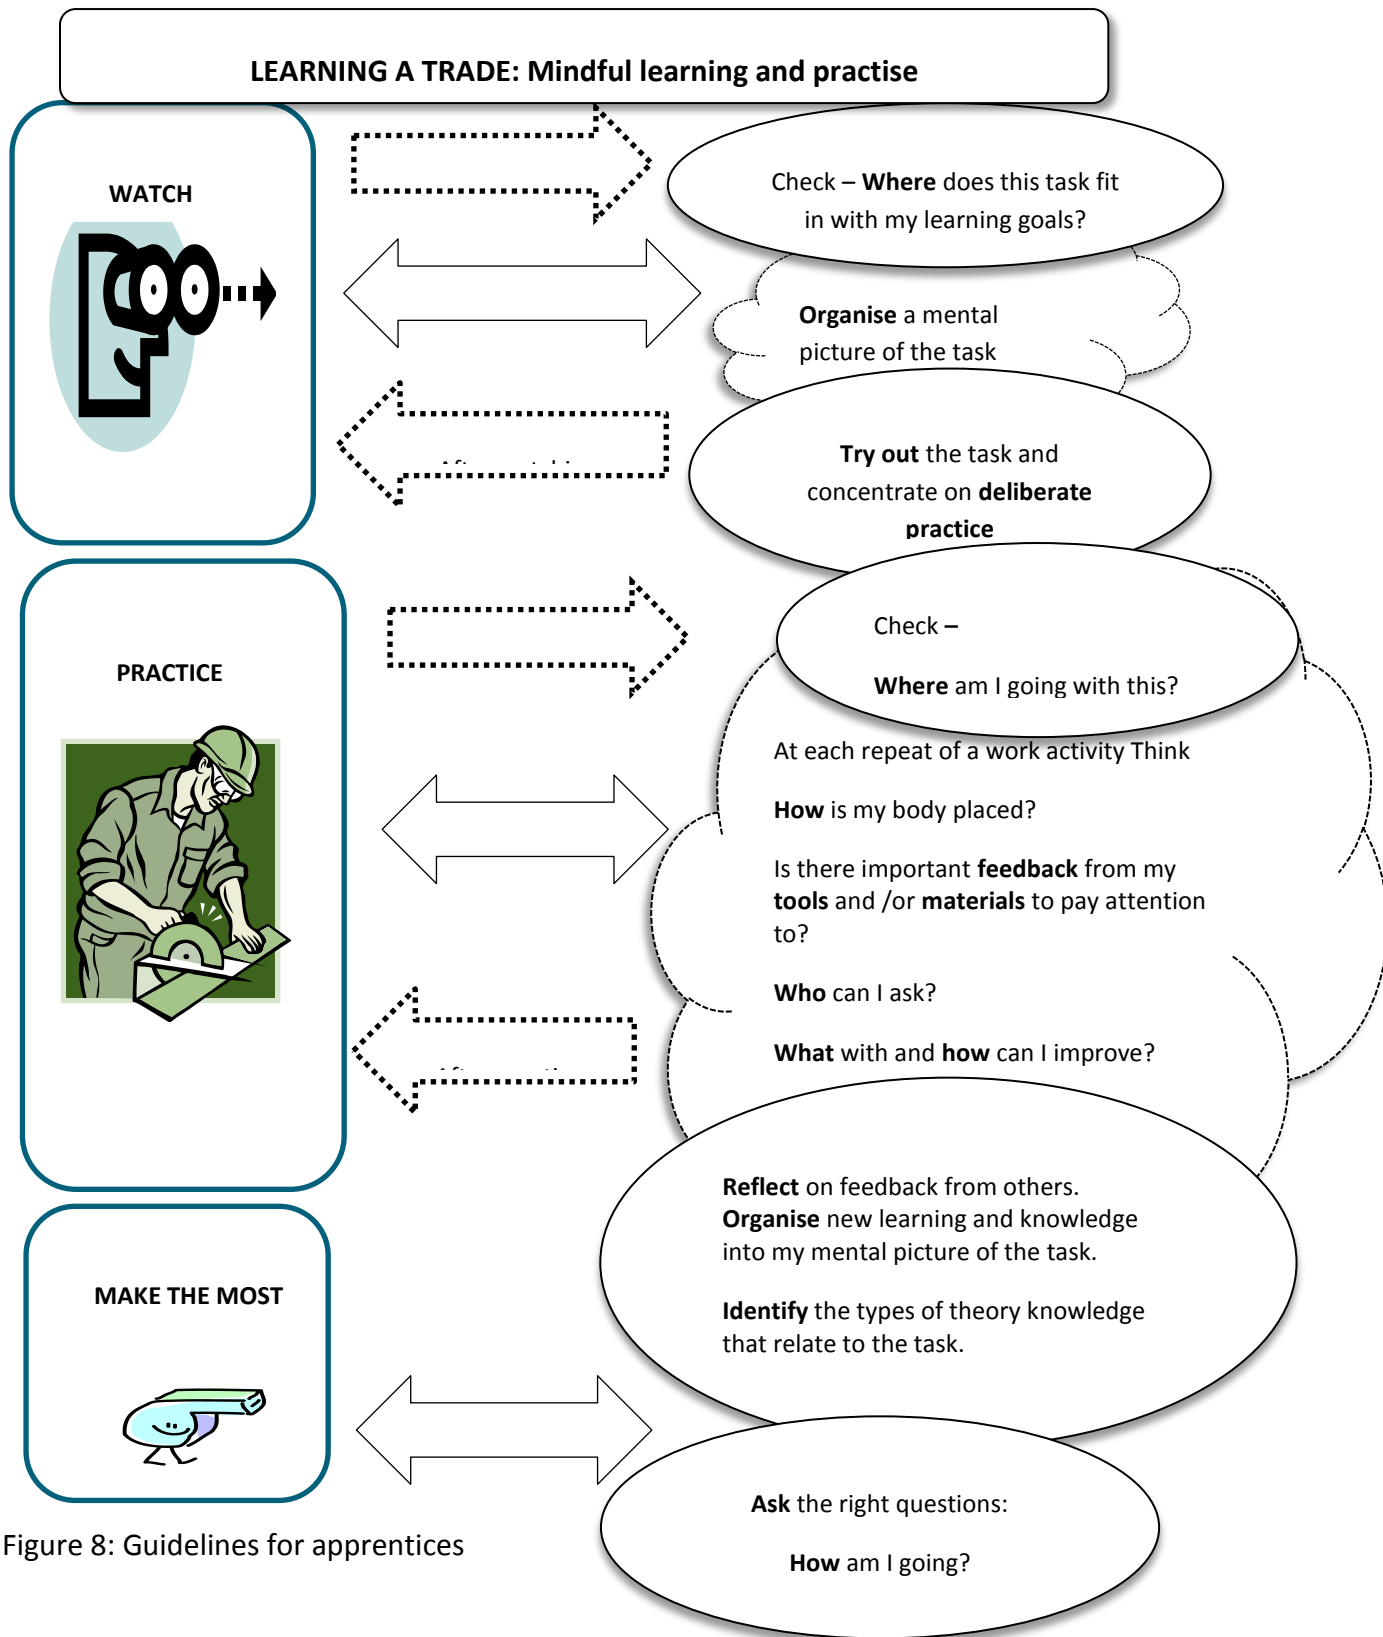 LEARNING A TRADE: Mindful learning and practise
WATCH
Check – Where does this task fit
in with my learning goals?
Organise a mental
picture of the task
Try out the task and
concentrate on deliberate
practice
PRACTICE
Check –
Where am I going with this?
At each repeat of a work activity Think
How is my body placed?
Is there important feedback from my
tools and /or materials to pay attention
to?
Who can I ask?
What with and how can I improve?
Reflect on feedback from others.
Organise new learning and knowledge
into my mental picture of the task.
Identify the types of theory knowledge
that relate to the task.
MAKE THE MOST
Ask the right questions:
How am I going?
Figure 8: Guidelines for apprentices